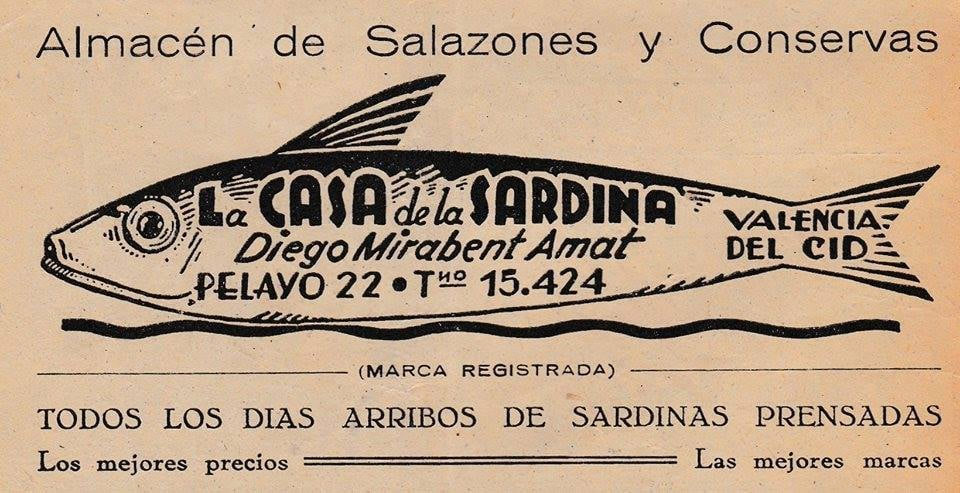 Almacén de Salazones y Conservas
La CASA de la SARDINA
Diego Mirabent Amat
PELAYO 22 • Tno 15.424
VALENCIA
DEL CID
(MARCA REGISTRADA)
TODOS LOS DIAS ARRIBOS DE SARDINAS PRENSADAS
Los mejores precios
Las mejores marcas